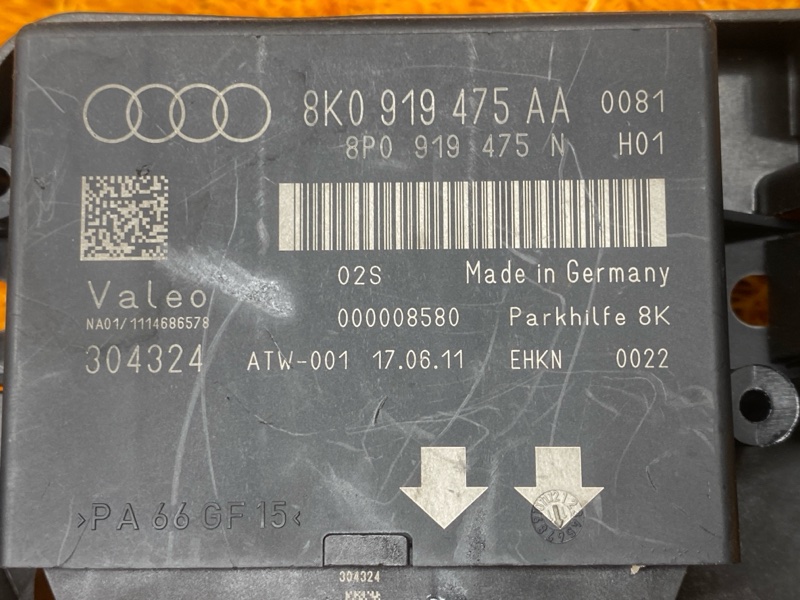 8K0 919 475 AA 0081
8P0 919 475 N H01
02S Made in Germany
Valeo
000008580 Parkhilfe 8K
NA01/1114686578
304324 ATW-001 17.06.11 EHKN 0022
>PA 66 GF 15<
304324